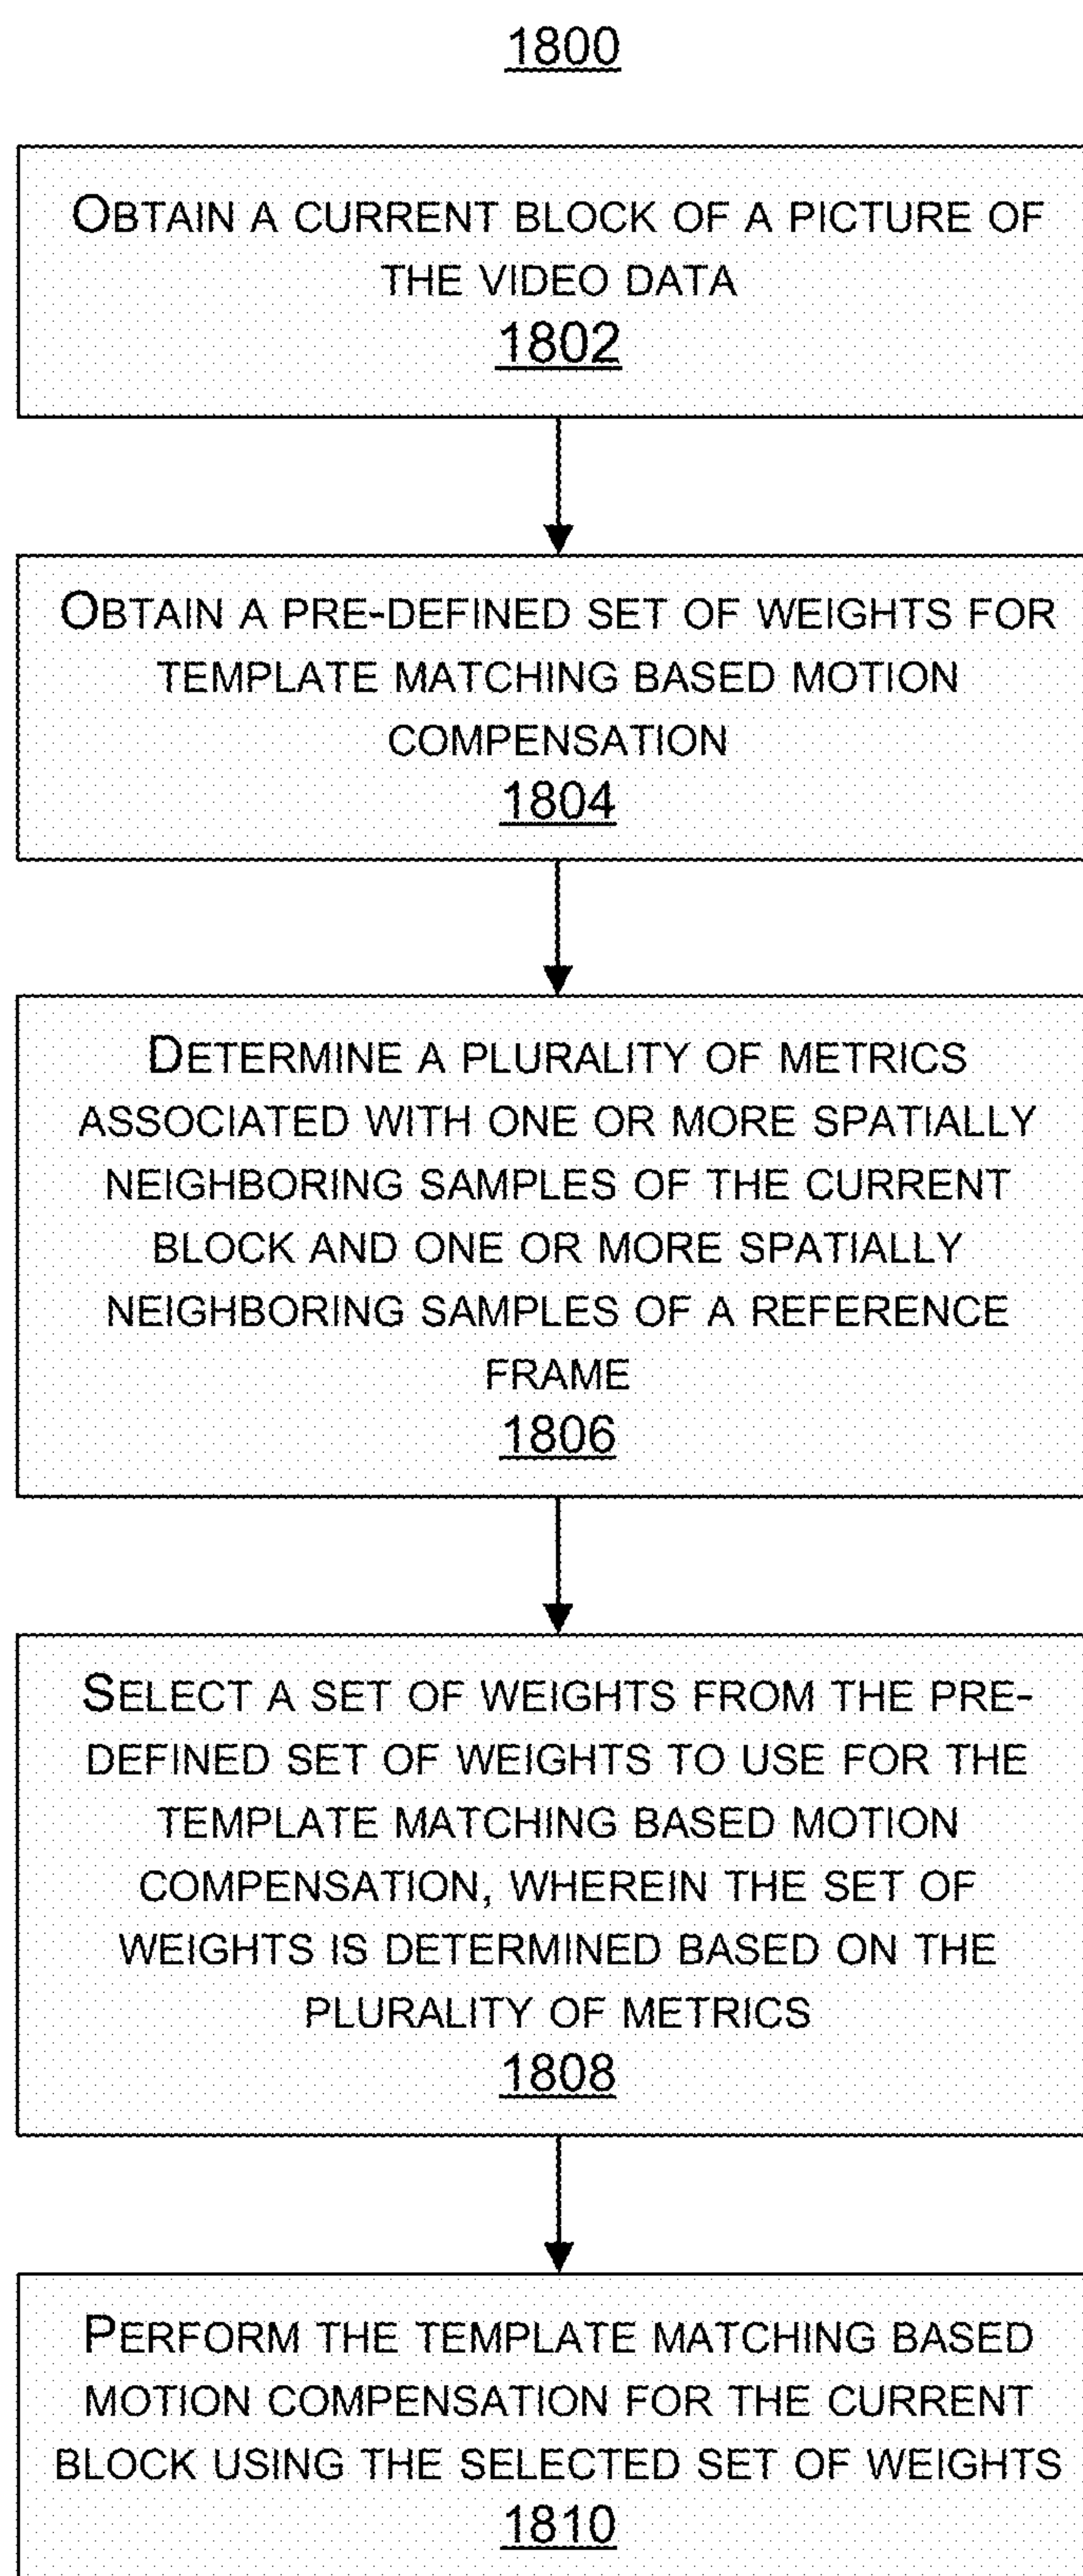 1800
OBTAIN A CURRENT BLOCK OF A PICTURE OF
THE VIDEO DATA
1802
OBTAIN A PRE-DEFINED SET OF WEIGHTS FOR
TEMPLATE MATCHING BASED MOTION
COMPENSATION
1804
DETERMINE A PLURALITY OF METRICS
ASSOCIATED WITH ONE OR MORE SPATIALLY
NEIGHBORING SAMPLES OF THE CURRENT
BLOCK AND ONE OR MORE SPATIALLY
NEIGHBORING SAMPLES OF A REFERENCE
FRAME
1806
SELECT A SET OF WEIGHTS FROM THE PRE-
DEFINED SET OF WEIGHTS TO USE FOR THE
TEMPLATE MATCHING BASED MOTION
COMPENSATION, WHEREIN THE SET OF
WEIGHTS IS DETERMINED BASED ON THE
PLURALITY OF METRICS
1808
PERFORM THE TEMPLATE MATCHING BASED
MOTION COMPENSATION FOR THE CURRENT
BLOCK USING THE SELECTED SET OF WEIGHTS
1810